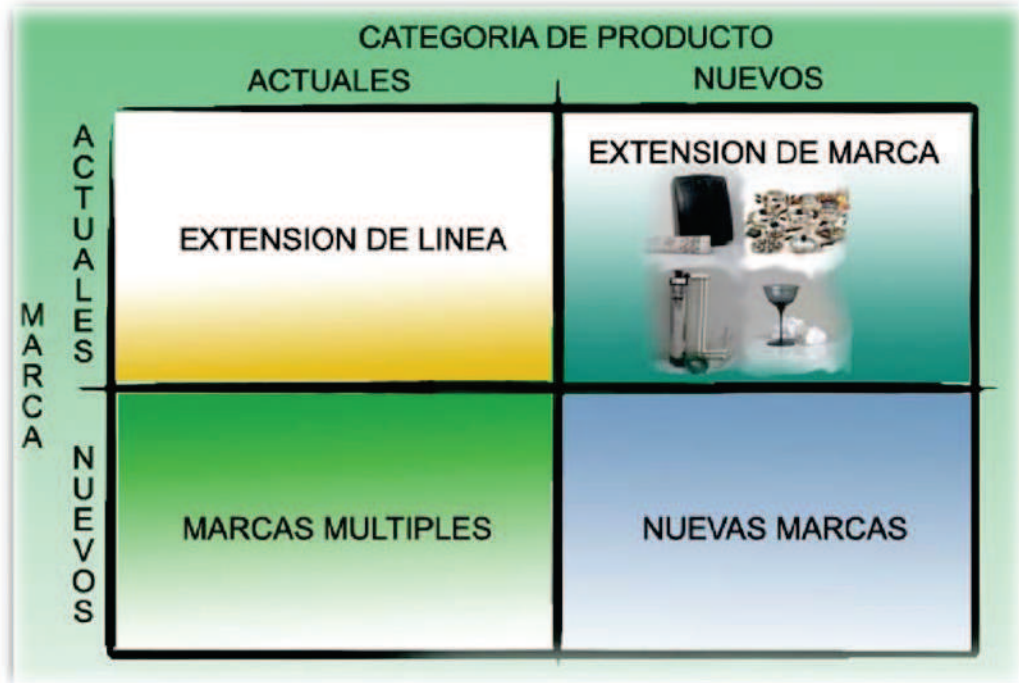 CATEGORIA DE PRODUCTO
ACTUALES NUEVOS
MARCA
ACTUALES
EXTENSION DE LINEA
EXTENSION DE MARCA
NUEVOS
MARCAS MULTIPLES
NUEVAS MARCAS